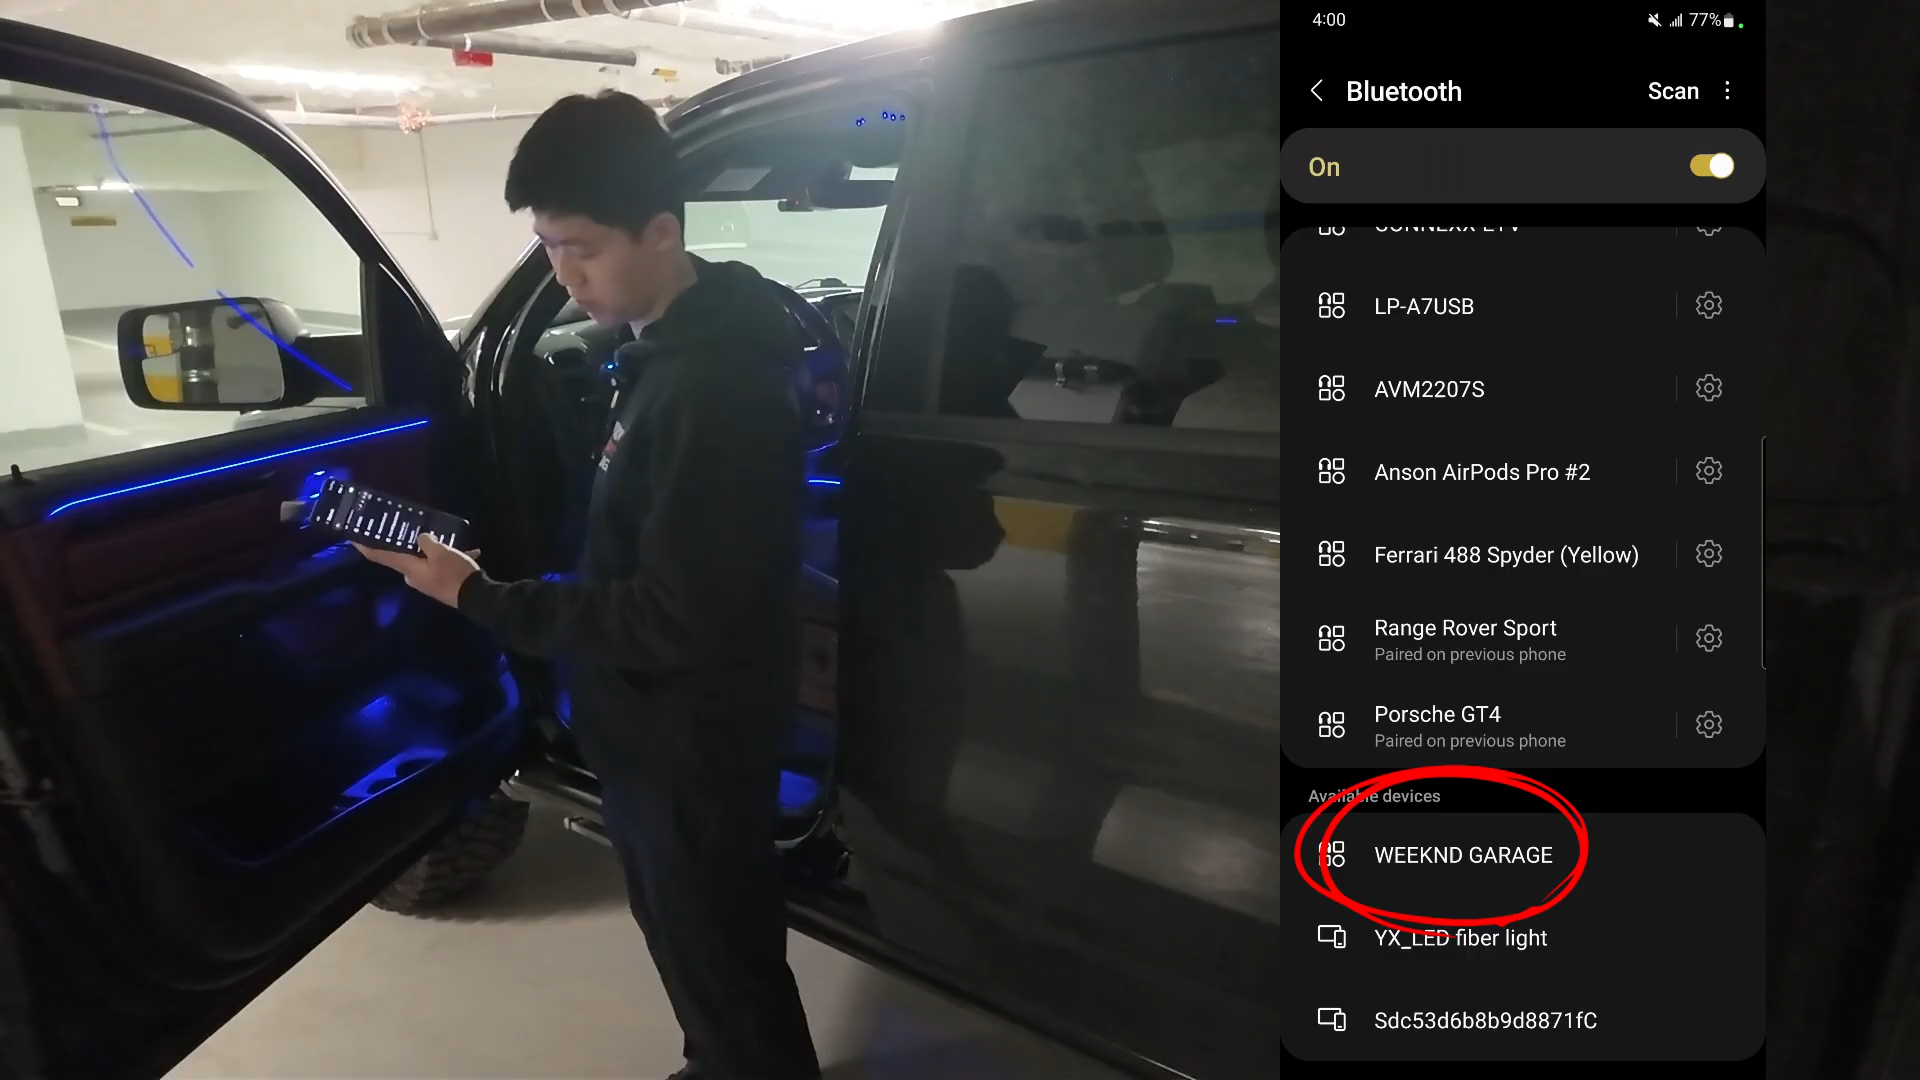 4:00
77%
Bluetooth
Scan
On
LP-A7USB
AVM2207S
Anson AirPods Pro #2
Ferrari 488 Spyder (Yellow)
Range Rover Sport
Paired on previous phone
Porsche GT4
Paired on previous phone
Available devices
WEEKND GARAGE
YX_LED fiber light
Sdc53d6b8b9d8871fC